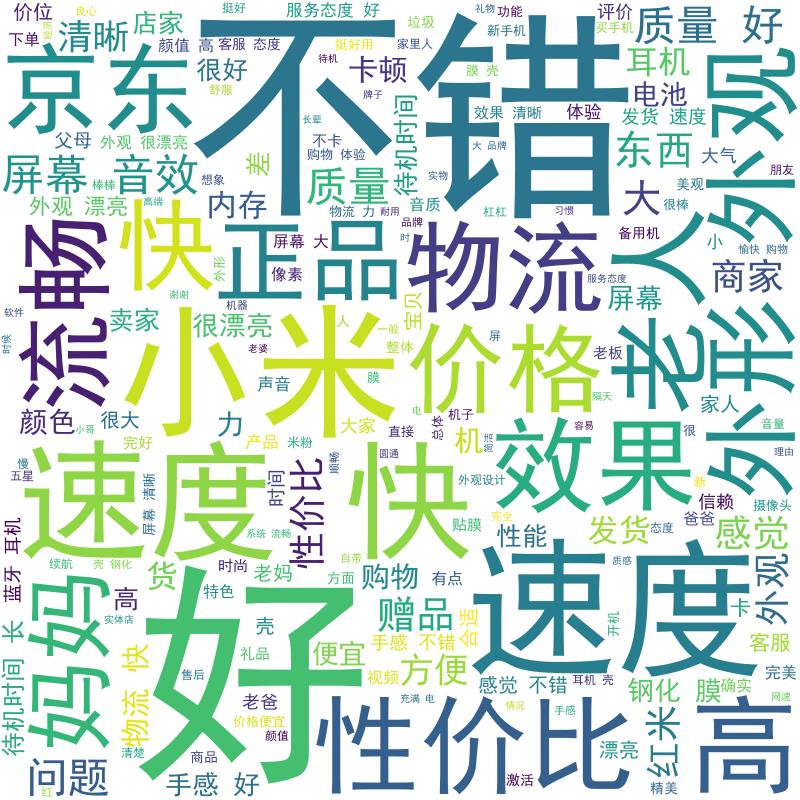 价位
店家
服务态度 好
挺好
礼物
功能
评价
质量 好
良心
清晰
下单
颜值 高
客服 态度
挺好用
垃圾
新手机
买手机
家里人
京东
很好
不错
卡顿
膜 壳
耳机
外观
待机
舒服
牌子
电池
父母
外观 很漂亮
长辈
效果 清晰
体验
发货 速度
待机时间
不卡
购物 体验
大 品牌
东西
大气
屏幕
音效
差
棒棒
想象
高端
质量
实物
朋友
美观
外观 漂亮
内存
物流 力
耐用
音质
品牌
杠杠
习惯
大
很棒
备用机
小
愉快 购物
流畅
快
正品
屏幕 大
时
物流
老人
外形
像素
服务态度
商家
谢谢
机器
屏幕
软件
卖家
很漂亮
人
一般
宝贝
小米
价格
时候
老婆
整体
屏
老板
外形
膜
声音
隔天
家人
颜色
很大
力
大家
电
机子
容易
小哥
完好
产品
米粉
直接
总体
机
简洁
很
音量
速度 快
效果
慢
五星
圆通
理由
屏幕 清晰
时间
性价比
顺畅
外观设计
新
摄像头
信赖
贴膜
完全
爸爸
蓝牙 耳机
系统 流畅
性能
发货
态度
感觉
续航
壳 钢化
时尚
自带
质感
速度
货
老妈
方面
购物
有点
外观
妈妈
高
特色
实体店
好
壳
赠品
合适
开机
卡
长
待机时间
物流 快
礼品
便宜
手感 不错
客服
售后
视频
方便
感觉 不错
耳机 壳
钢化 膜
确实
完美
老爸
充满 电
情况
网速
价格便宜
手感
清楚
颜值
性价比 高
漂亮
红米
问题
商品
手感 好
激活
精美
红